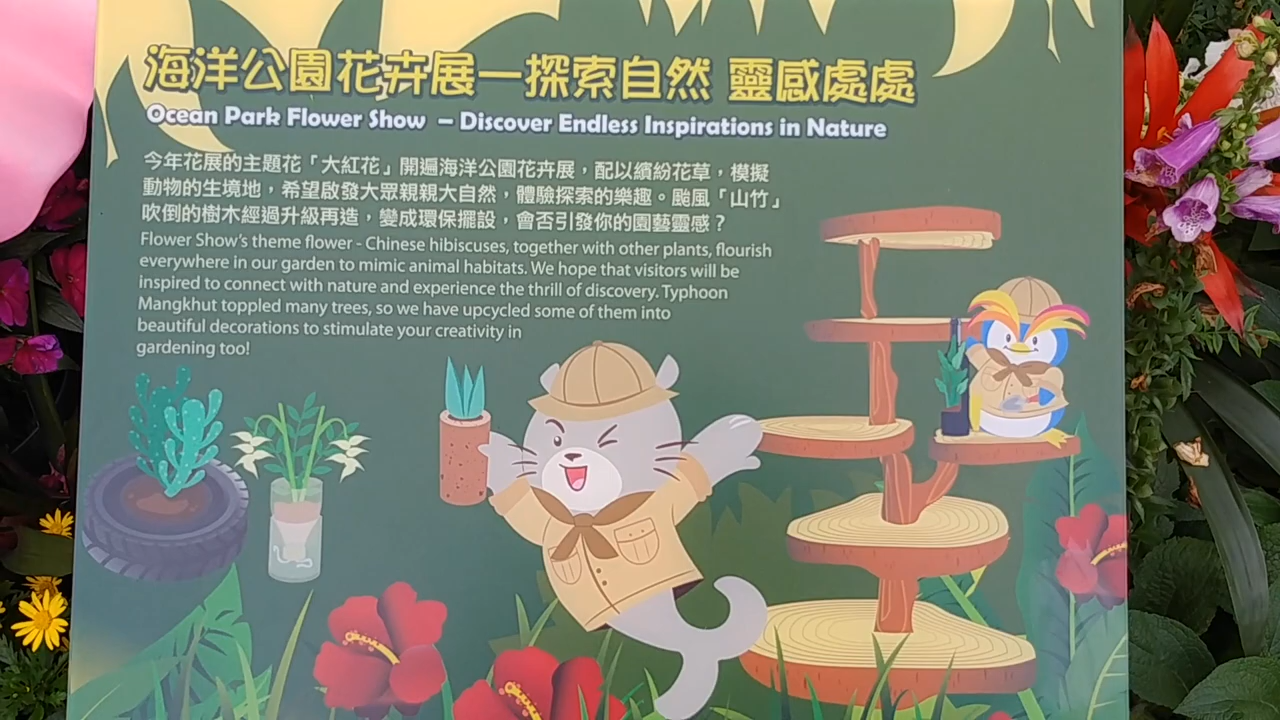 海洋公園花卉展—探索自然 靈感處處
Ocean Park Flower Show – Discover Endless Inspirations in Nature
今年花展的主題花「大紅花」開遍海洋公園花卉展，配以繽紛花草，模擬
動物的生境地，希望啟發大眾親親大自然，體驗探索的樂趣。颱風「山竹」
吹倒的樹木經過升級再造，變成環保擺設，會否引發你的園藝靈感？
Flower Show's theme flower - Chinese hibiscuses, together with other plants, flourish
everywhere in our garden to mimic animal habitats. We hope that visitors will be
inspired to connect with nature and experience the thrill of discovery. Typhoon
Mangkhut toppled many trees, so we have upcycled some of them into
beautiful decorations to stimulate your creativity in
gardening too!